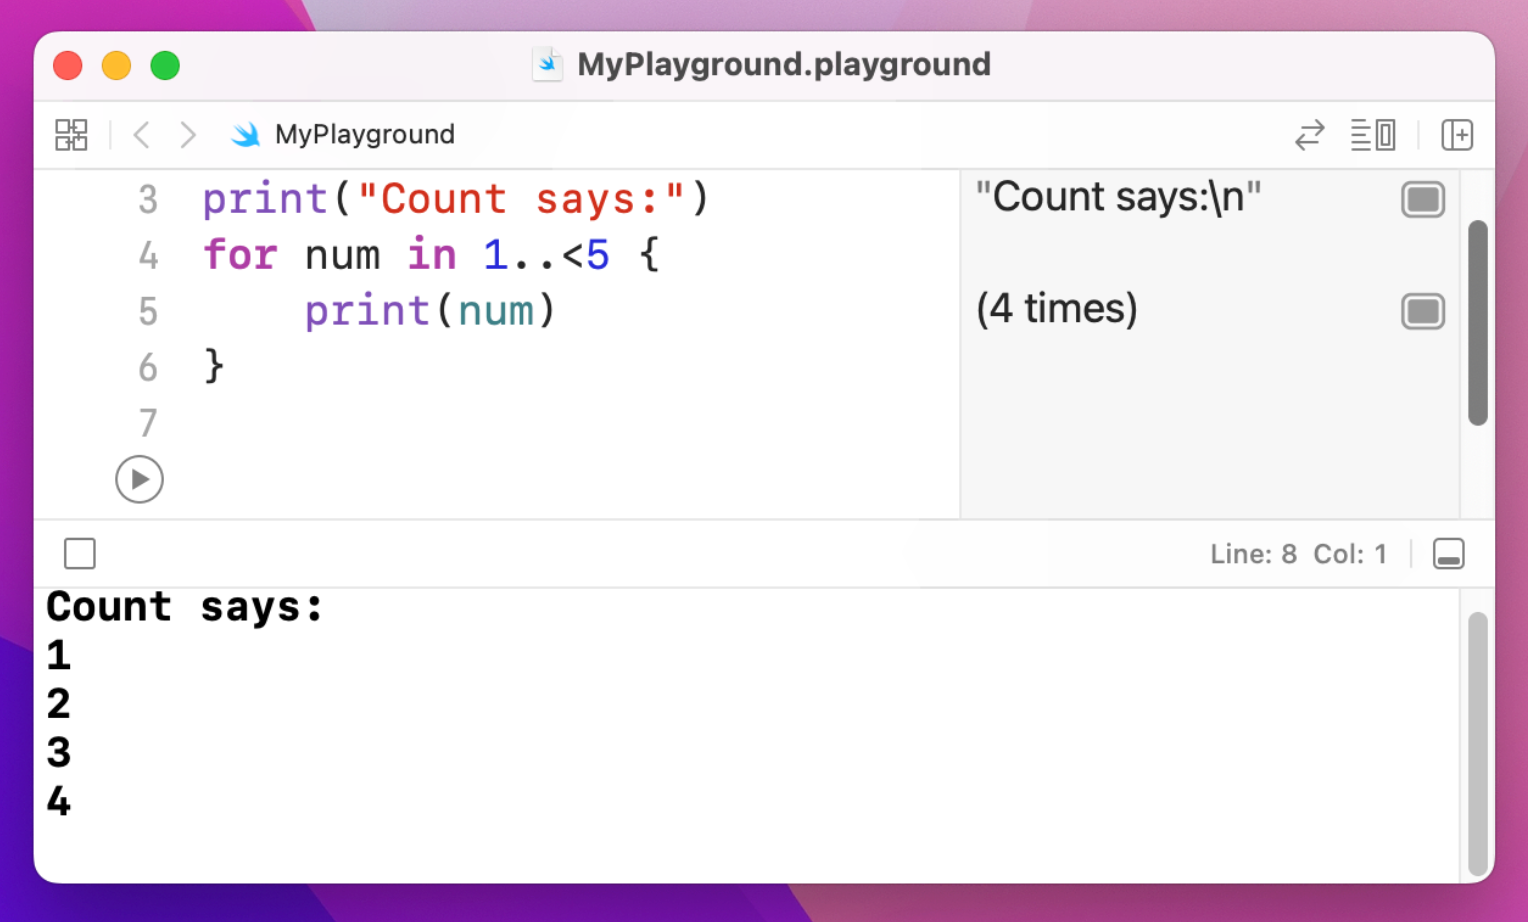 MyPlayground.playground
MyPlayground
3 print("Count says:") "Count says:\n"
4 for num in 1..<5 {
5     print(num) (4 times)
6 }
7
Line: 8 Col: 1
Count says:
1
2
3
4